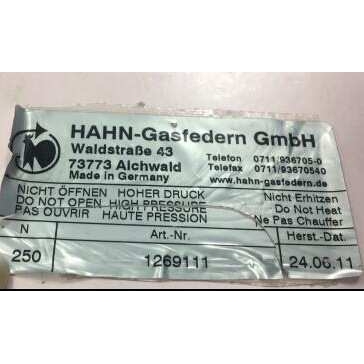 HAHN-Gasfedern GmbH
Waldstraße 43
73773 Aichwald
Made in Germany
Telefon 0711/936705-0
Telefax 0711/93670540
www.hahn-gasfedern.de
NICHT ÖFFNEN HOHER DRUCK Nicht Erhitzen
DO NOT OPEN HIGH PRESSURE Do Not Heat
PAS OUVRIR HAUTE PRESSION Ne Pas Chauffer
N Art.-Nr. Herst.-Dat.
250 1269111 24.06.11